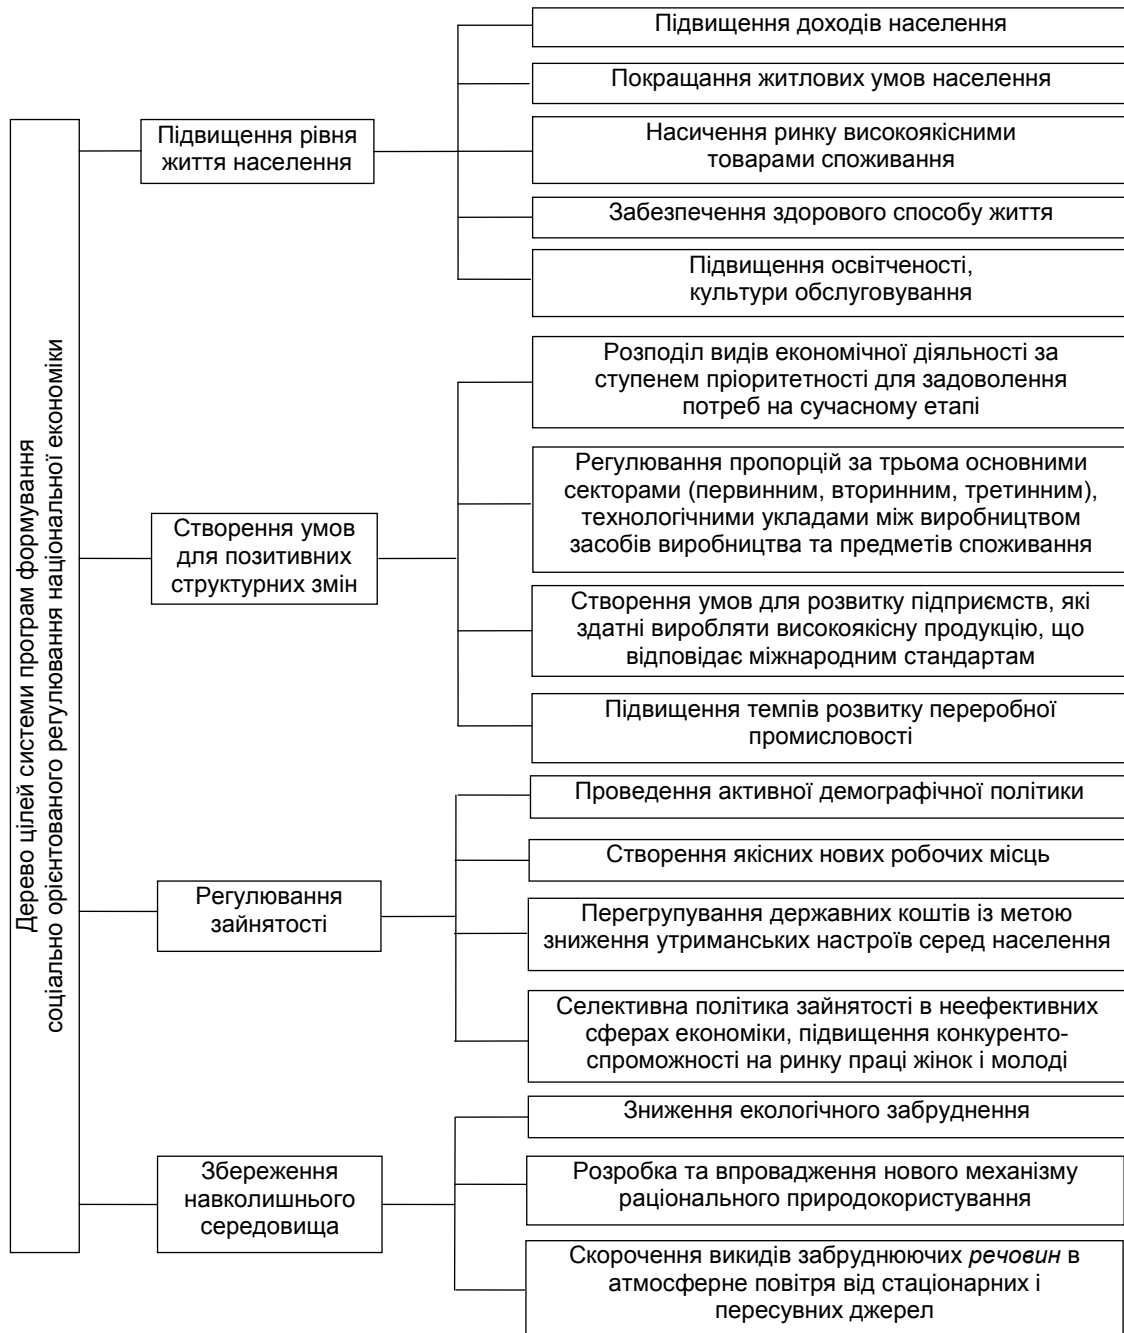 Дерево цілей системи програм формування
соціально орієнтованого регулювання національної економіки
Підвищення рівня
життя населення
Підвищення доходів населення
Покращання житлових умов населення
Насичення ринку високоякісними
товарами споживання
Забезпечення здорового способу життя
Підвищення освітченості,
культури обслуговування
Створення умов
для позитивних
структурних змін
Розподіл видів економічної діяльності за
ступенем пріоритетності для задоволення
потреб на сучасному етапі
Регулювання пропорцій за трьома основними
секторами (первинним, вторинним, третинним),
технологічними укладами між виробництвом
засобів виробництва та предметів споживання
Створення умов для розвитку підприємств, які
здатні виробляти високоякісну продукцію, що
відповідає міжнародним стандартам
Підвищення темпів розвитку переробної
промисловості
Регулювання
зайнятості
Проведення активної демографічної політики
Створення якісних нових робочих місць
Перегрупування державних коштів із метою
зниження утриманських настроїв серед населення
Селективна політика зайнятості в неефективних
сферах економіки, підвищення конкуренто-
спроможності на ринку праці жінок і молоді
Збереження
навколишнього
середовища
Зниження екологічного забруднення
Розробка та впровадження нового механізму
раціонального природокористування
Скорочення викидів забруднюючих речовин в
атмосферне повітря від стаціонарних і
пересувних джерел